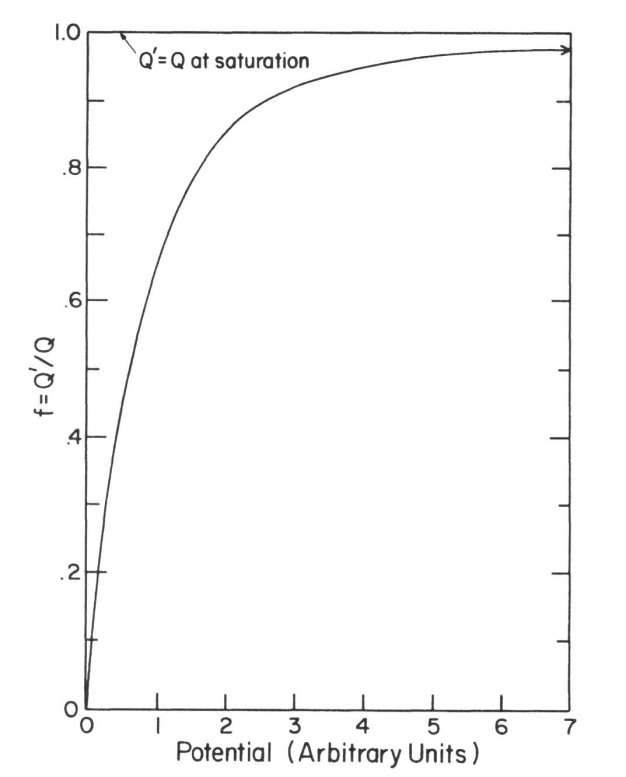 1.0
Q'=Q at saturation
.8
.6
f = Q'/Q
.4
.2
0
0 1 2 3 4 5 6 7
Potential (Arbitrary Units)